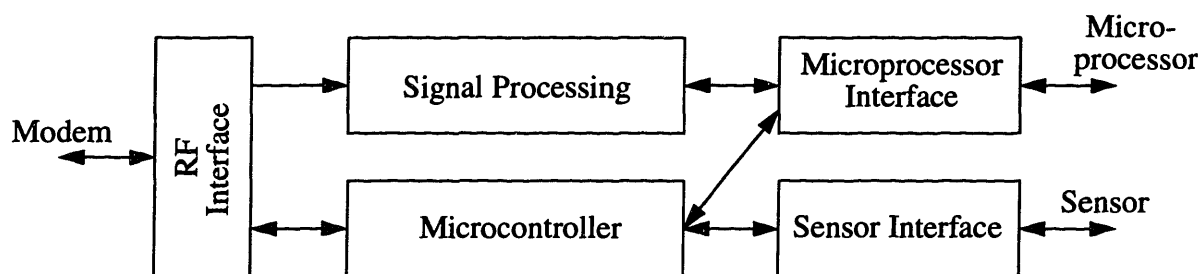 Modem
RF
Interface
Signal Processing
Microprocessor
Interface
Micro-
processor
Microcontroller
Sensor Interface
Sensor